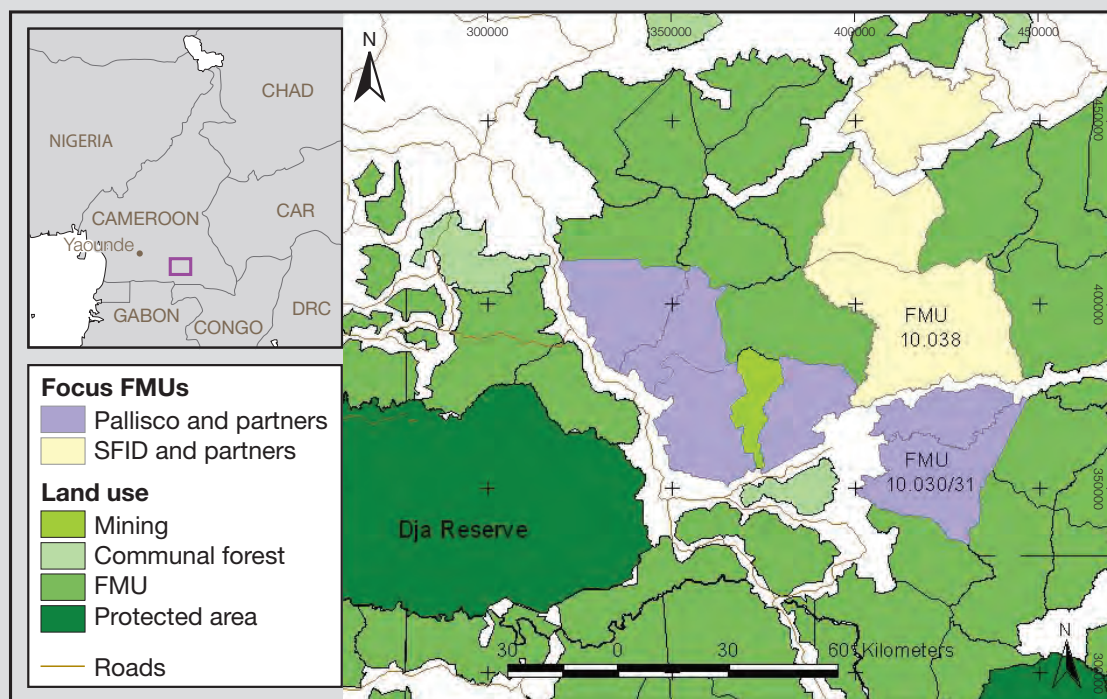 N
CHAD
NIGERIA
CAMEROON
CAR
Yaounde
GABON
CONGO
DRC
Focus FMUs
Pallisco and partners
SFID and partners
Land use
Mining
Communal forest
FMU
Protected area
Roads
300000
350000
400000
450000
450000
400000
350000
300000
FMU
10.038
FMU
10.030/31
Dja Reserve
30
0
30
60 Kilometers
N